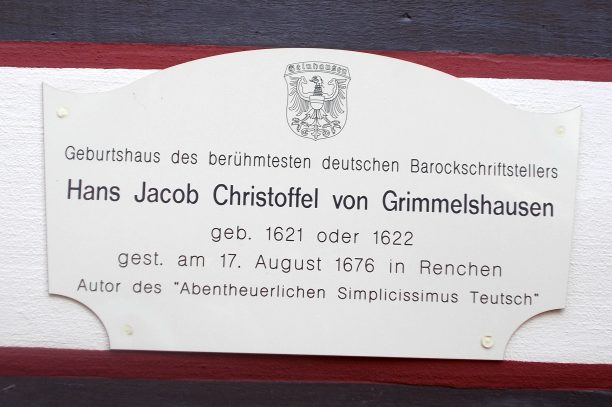 Gelnhausen
Geburtshaus des berühmtesten deutschen Barockschriftstellers
Hans Jacob Christoffel von Grimmelshausen
geb. 1621 oder 1622
gest. am 17. August 1676 in Renchen
Autor des "Abentheuerlichen Simplicissimus Teutsch"